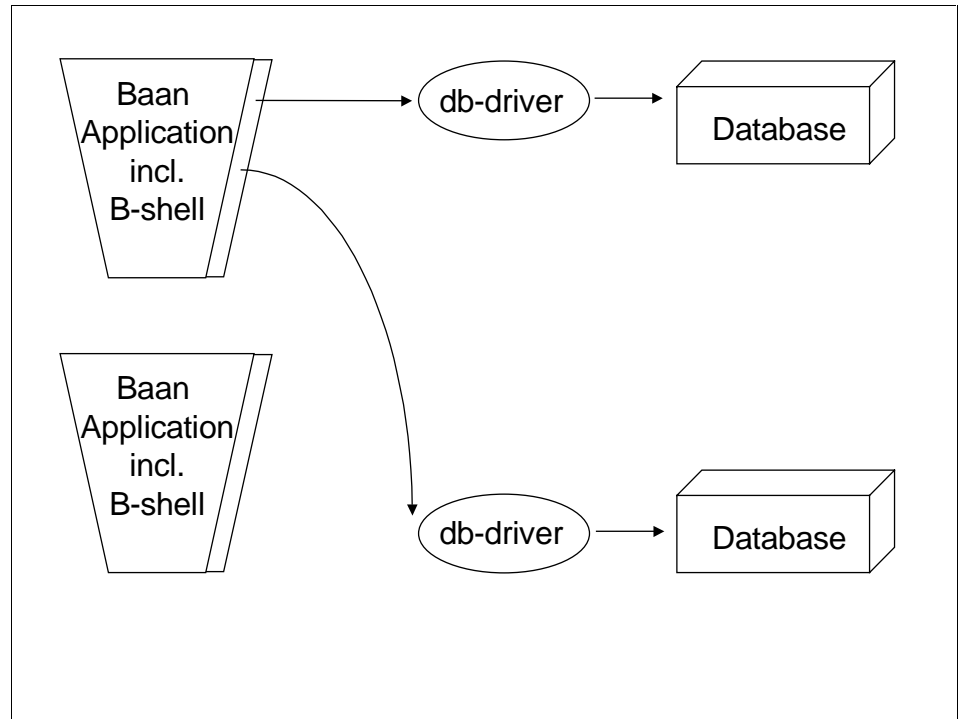 Baan
Application
incl.
B-shell
db-driver
Database
Baan
Application
incl.
B-shell
db-driver
Database